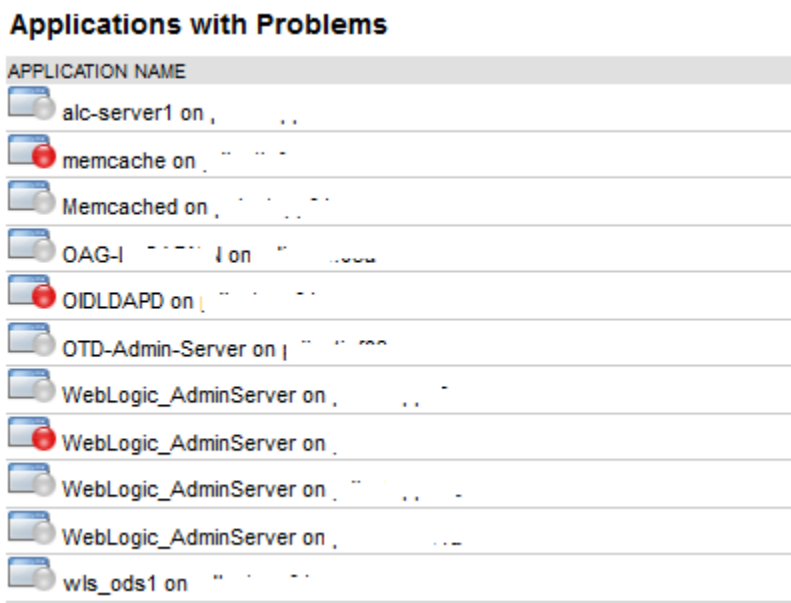 Applications with Problems
APPLICATION NAME
alc-server1 on
memcache on
Memcached on
OAG- on
OIDLDAPD on
OTD-Admin-Server on
WebLogic_AdminServer on
WebLogic_AdminServer on
WebLogic_AdminServer on
WebLogic_AdminServer on
wls_ods1 on